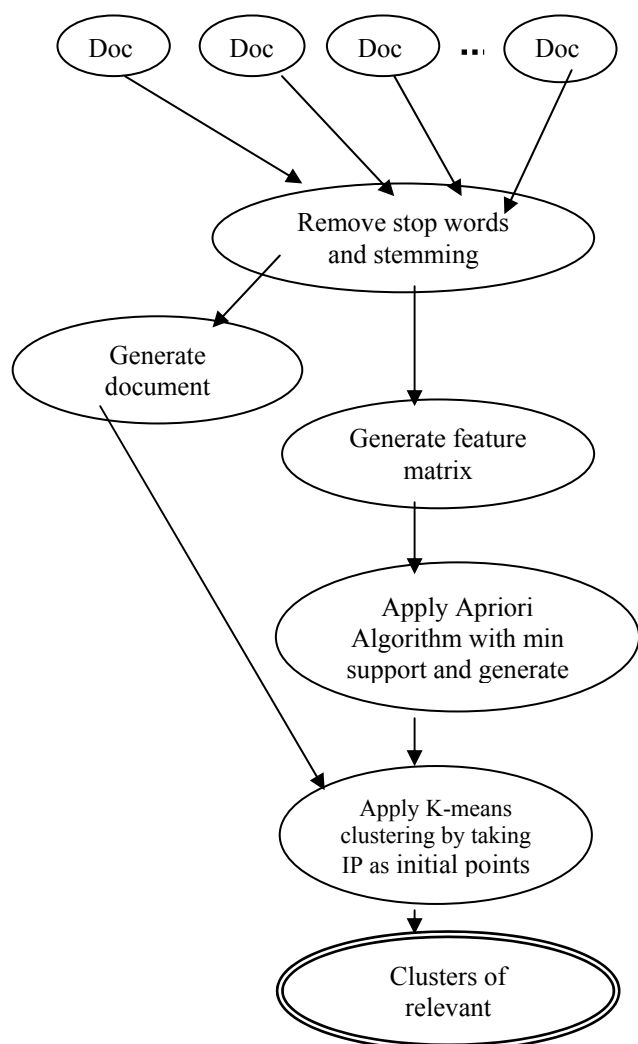 Doc Doc Doc ... Doc
Remove stop words
and stemming
Generate
document
Generate feature
matrix
Apply Apriori
Algorithm with min
support and generate
Apply K-means
clustering by taking
IP as initial points
Clusters of
relevant